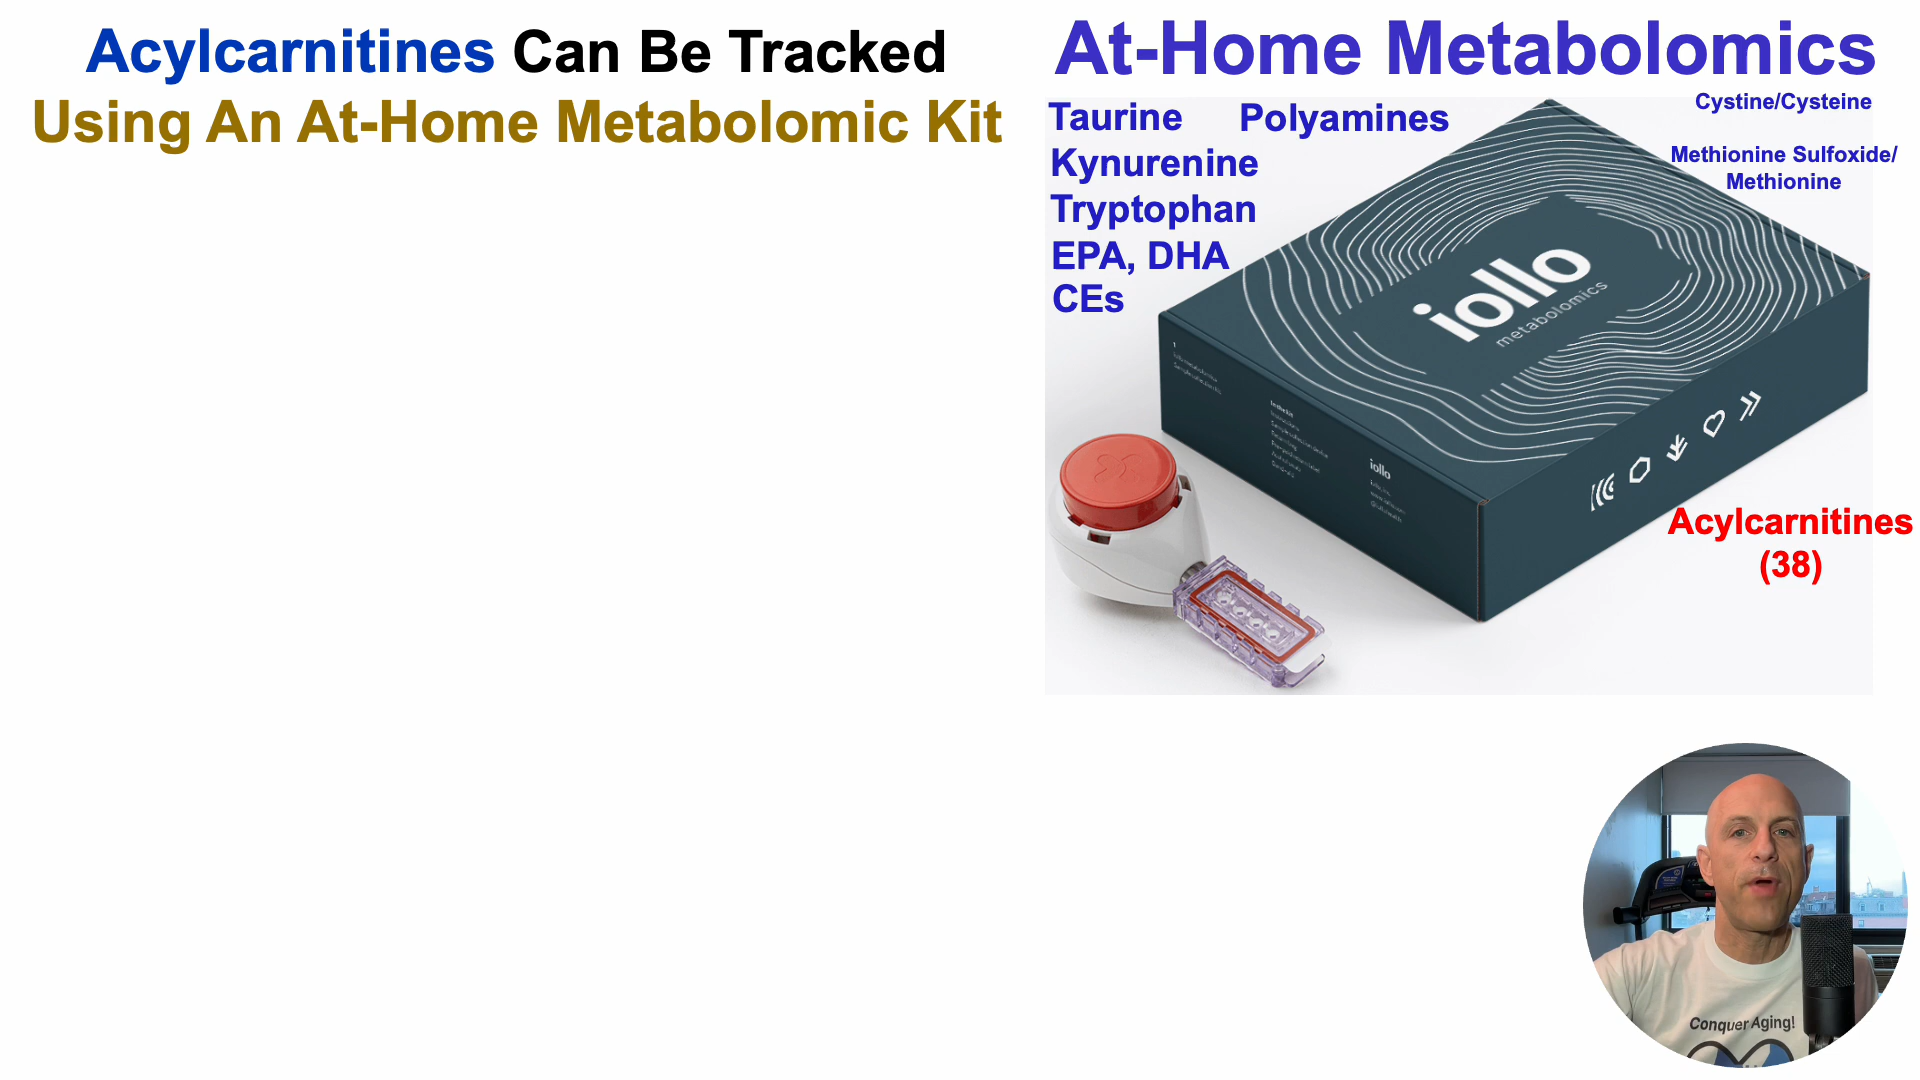 Acylcarnitines Can Be Tracked
Using An At-Home Metabolomic Kit
At-Home Metabolomics
Taurine
Polyamines
Kynurenine
Tryptophan
EPA, DHA
CEs
Cystine/Cysteine
Methionine Sulfoxide/
Methionine
iollo
metabolomics
iollo
Acylcarnitines
(38)
Conquer Aging!